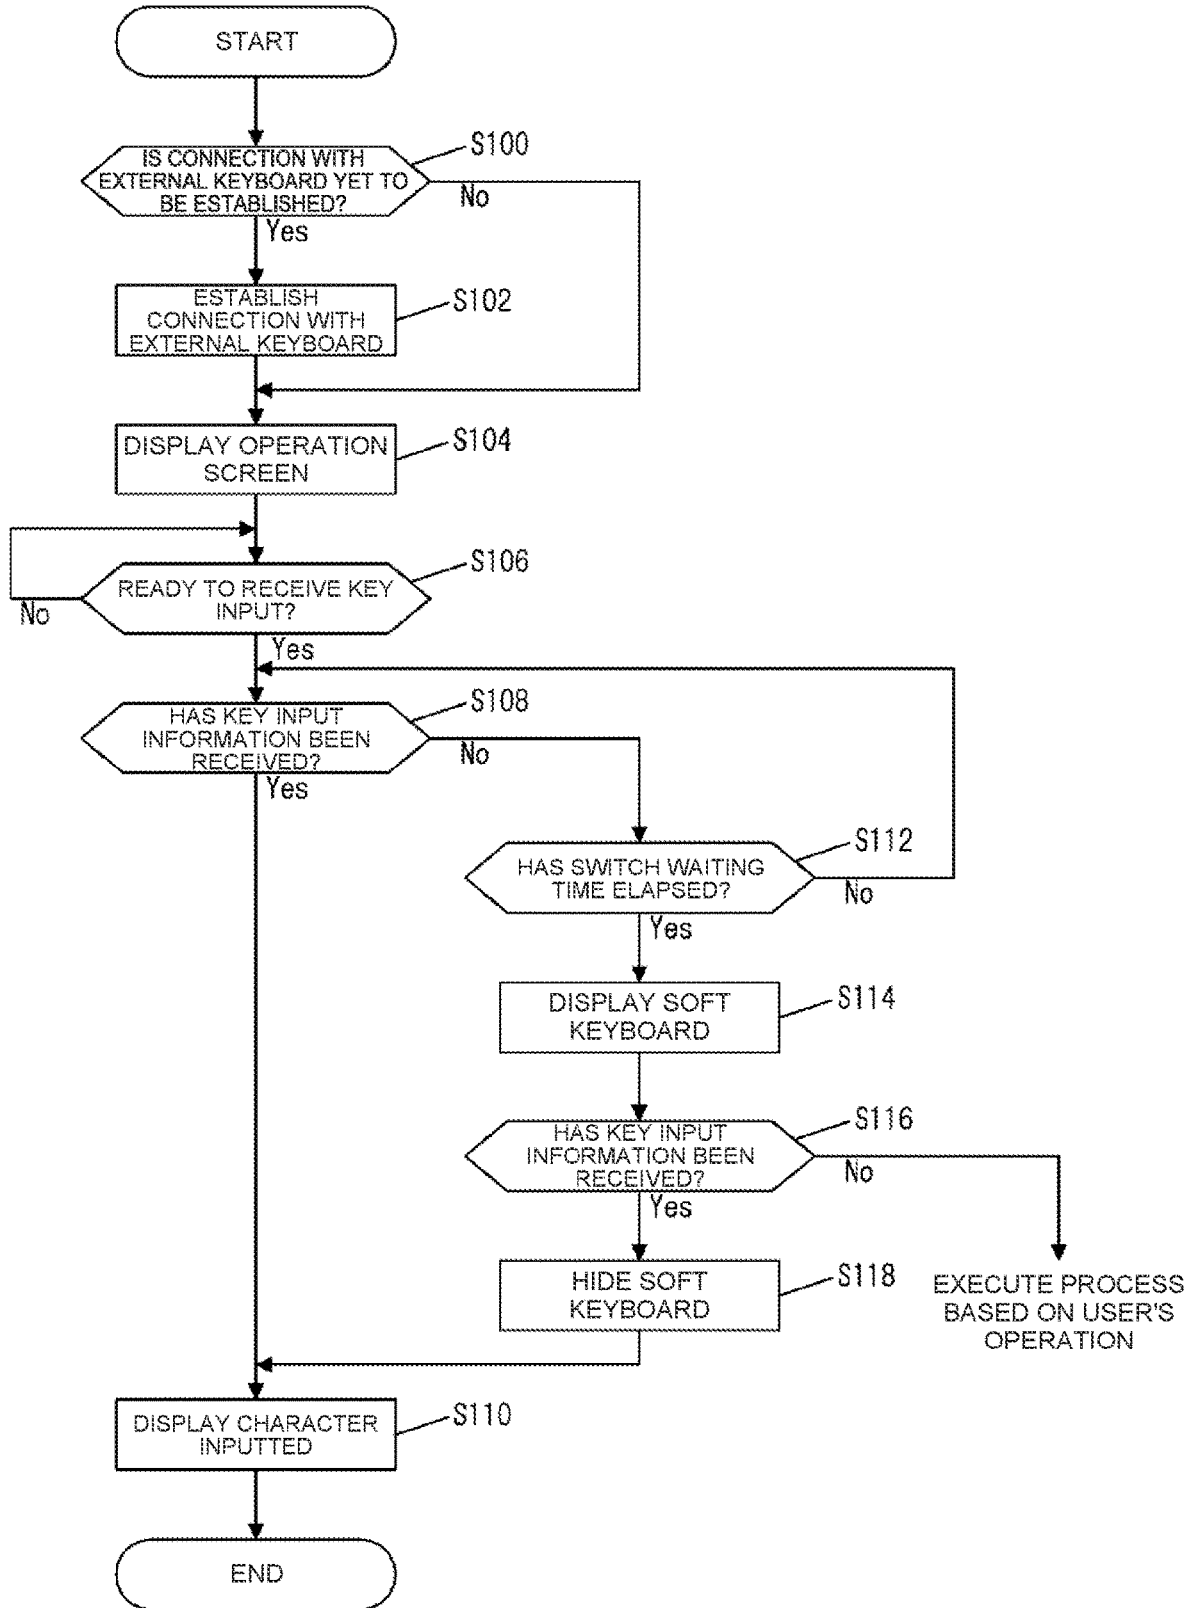 START
S100
IS CONNECTION WITH
EXTERNAL KEYBOARD YET TO
BE ESTABLISHED?
No
Yes
S102
ESTABLISH
CONNECTION WITH
EXTERNAL KEYBOARD
S104
DISPLAY OPERATION
SCREEN
S106
READY TO RECEIVE KEY
INPUT?
No
Yes
S108
HAS KEY INPUT
INFORMATION BEEN
RECEIVED?
No
Yes
S112
HAS SWITCH WAITING
TIME ELAPSED?
No
Yes
S114
DISPLAY SOFT
KEYBOARD
S116
HAS KEY INPUT
INFORMATION BEEN
RECEIVED?
No
Yes
S118
HIDE SOFT
KEYBOARD
EXECUTE PROCESS
BASED ON USER'S
OPERATION
S110
DISPLAY CHARACTER
INPUTTED
END